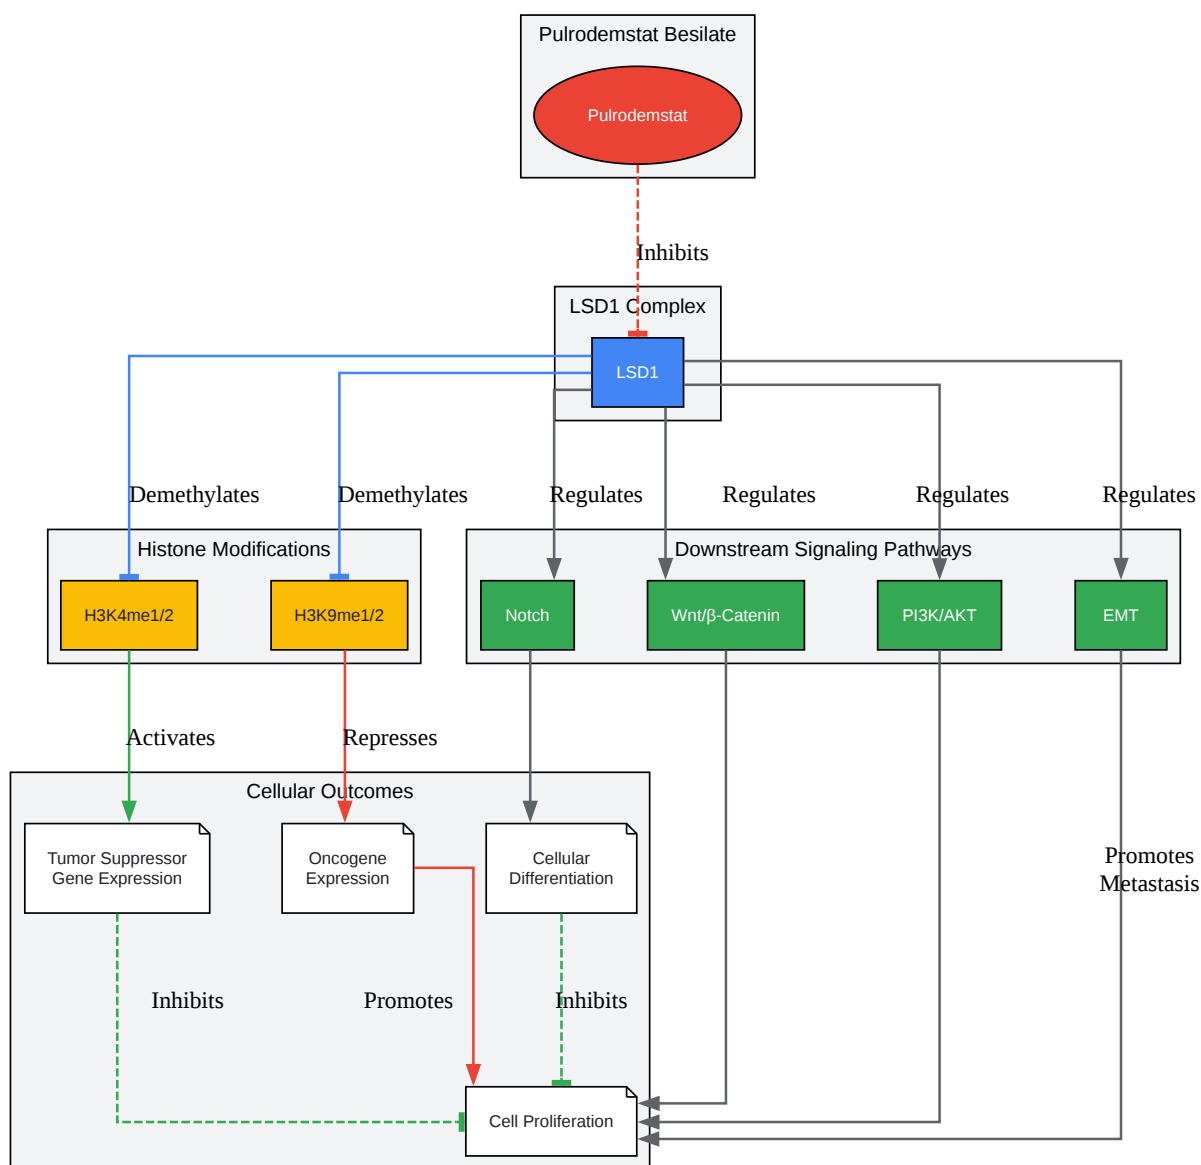 Pulrodemstat Besilate
Pulrodemstat
Inhibits
LSD1 Complex
LSD1
Demethylates
Demethylates
Regulates
Regulates
Regulates
Regulates
Histone Modifications
Downstream Signaling Pathways
H3K4me1/2
H3K9me1/2
Notch
Wnt/β-Catenin
PI3K/AKT
EMT
Activates
Represses
Cellular Outcomes
Tumor Suppressor
Gene Expression
Oncogene
Expression
Cellular
Differentiation
Promotes
Metastasis
Inhibits
Promotes
Inhibits
Cell Proliferation